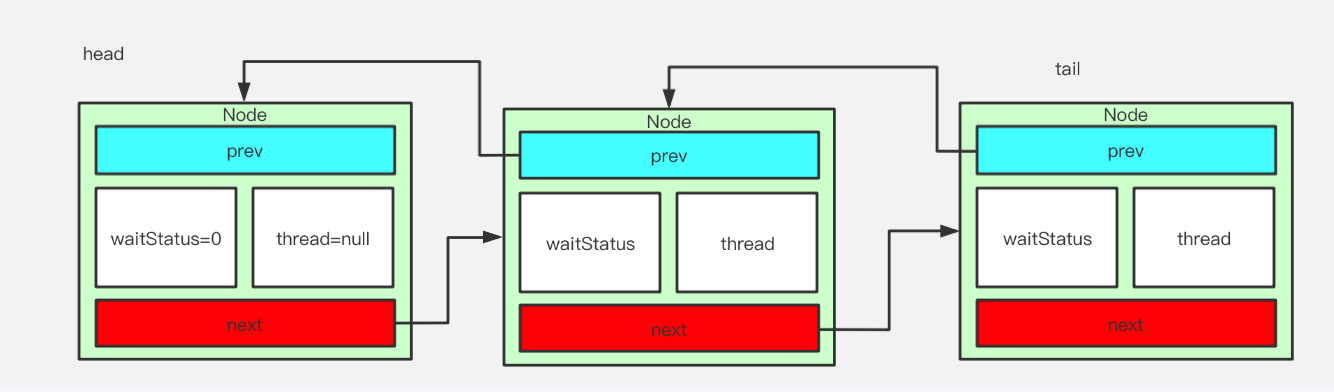 head
tail
Node
prev
waitStatus=0
thread=null
next
Node
prev
waitStatus
thread
next
Node
prev
waitStatus
thread
next